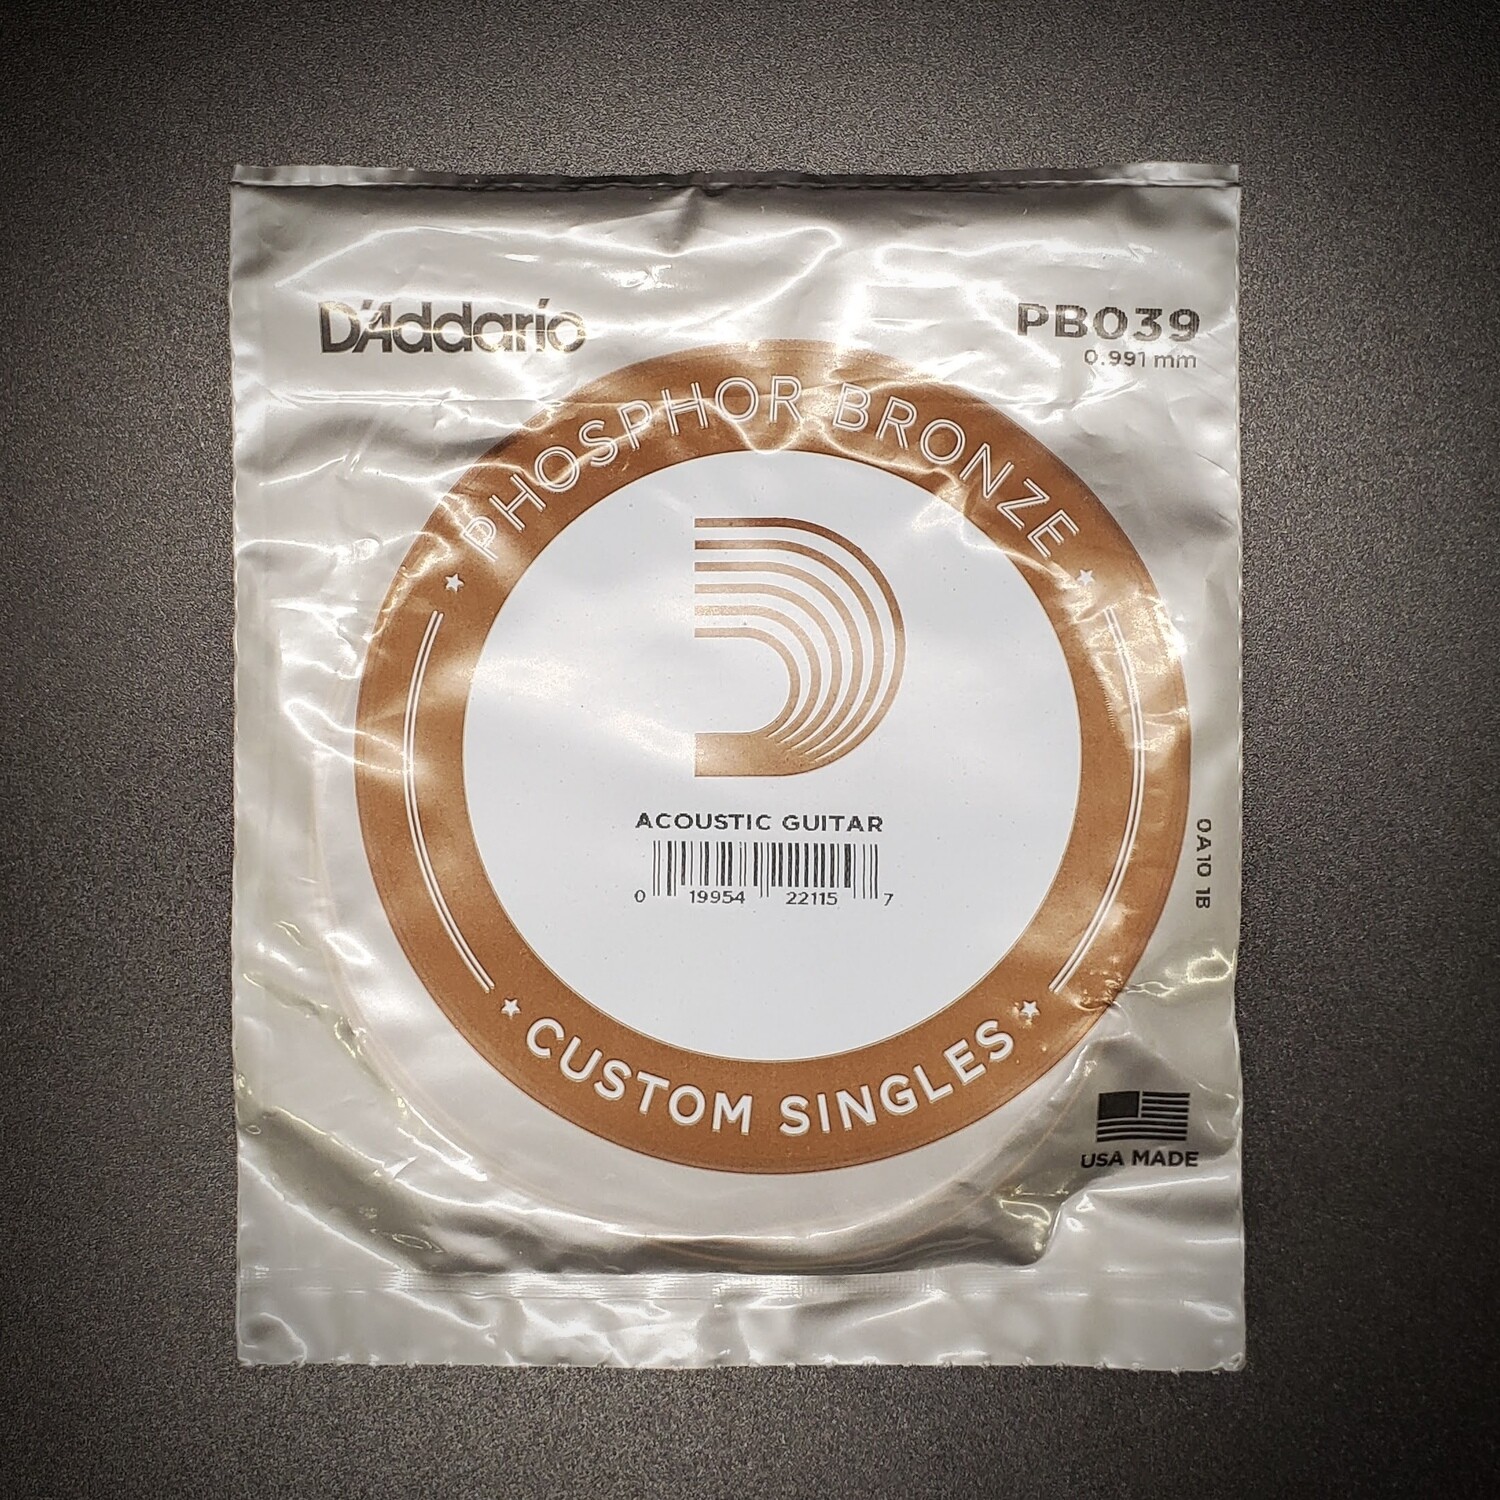 D'Addario
PB039
0.991 mm
PHOSPHOR BRONZE
ACOUSTIC GUITAR
0 19954 22115 7
0A10 1B
CUSTOM SINGLES
USA MADE